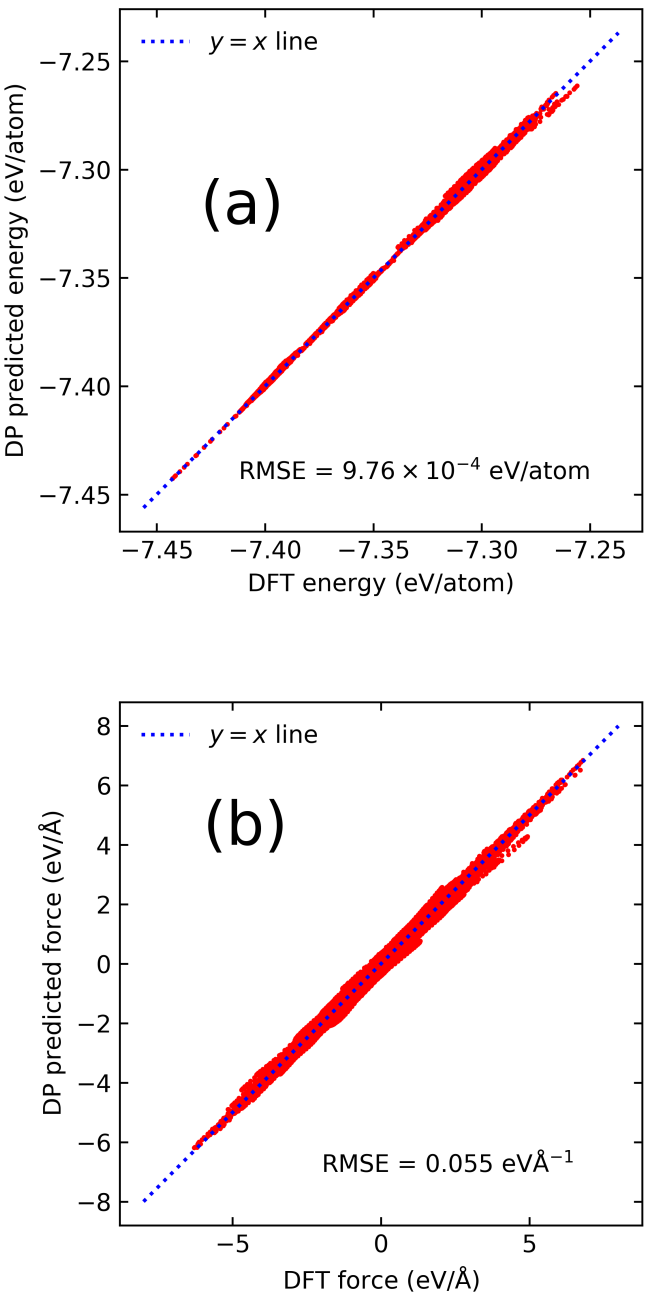 y = x line
(a)
DP predicted energy (eV/atom)
−7.25
−7.30
−7.35
−7.40
−7.45
RMSE = 9.76 × 10⁻⁴ eV/atom
−7.45 −7.40 −7.35 −7.30 −7.25
DFT energy (eV/atom)
y = x line
(b)
DP predicted force (eV/Å)
8
6
4
2
0
−2
−4
−6
−8
RMSE = 0.055 eVÅ⁻¹
−5 0 5
DFT force (eV/Å)